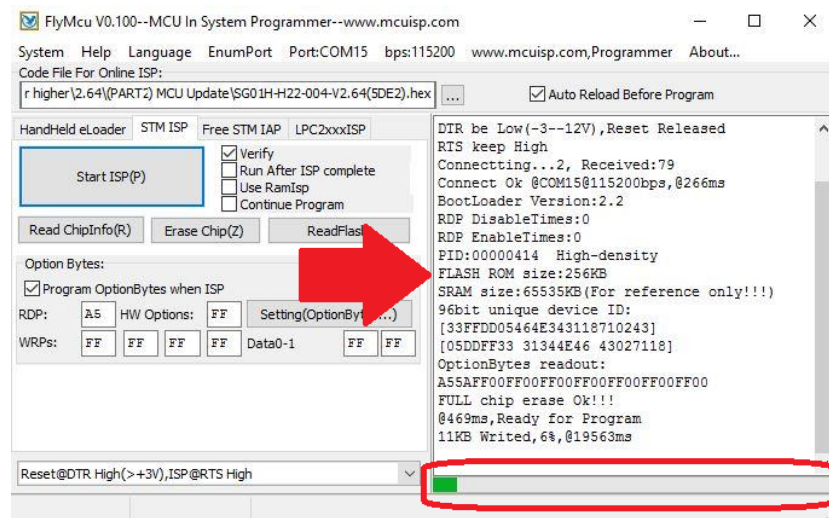 FlyMcu V0.100--MCU In System Programmer--www.mcuisp.com
System Help Language EnumPort Port:COM15 bps:115200 www.mcuisp.com,Programmer About...
Code File For Online ISP:
r higher\2.64\(PART2) MCU Update\SG01H-H22-004-V2.64(5DE2).hex ... Auto Reload Before Program
HandHeld eLoader STM ISP Free STM IAP LPC2xxxISP
Start ISP(P)
Verify
Run After ISP complete
Use RamIsp
Continue Program
Read ChipInfo(R) Erase Chip(Z) ReadFlash
Option Bytes:
Program OptionBytes when ISP
RDP: A5 HW Options: FF Setting(OptionByt...)
WRPs: FF FF FF FF Data0-1 FF FF
Reset@DTR High(>+3V),ISP@RTS High
DTR be Low(-3--12V),Reset Released
RTS keep High
Connectting...2, Received:79
Connect Ok @COM15@115200bps,@266ms
BootLoader Version:2.2
RDP DisableTimes:0
RDP EnableTimes:0
PID:00000414 High-density
FLASH ROM size:256KB
SRAM size:65535KB(For reference only!!!)
96bit unique device ID:
[33FFDD05464E343118710243]
[05DDFF33 31344E46 43027118]
OptionBytes readout:
A55AFF00FF00FF00FF00FF00FF00FF00
FULL chip erase Ok!!!
@469ms,Ready for Program
11KB Writed,6%,@19563ms